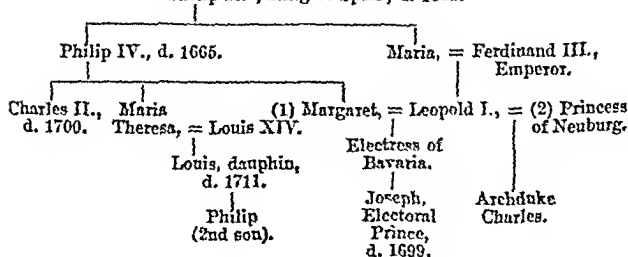 Philip IV., d. 1665. Maria, = Ferdinand III.,
Emperor.
Charles II., Maria (1) Margaret, = Leopold I., = (2) Princess
d. 1700. Theresa, = Louis XIV. of Neuburg.
Electress of
Louis, dauphin, Bavaria.
d. 1711.
Joseph, Archduke
Philip Electoral Charles.
(2nd son). Prince,
d. 1699.